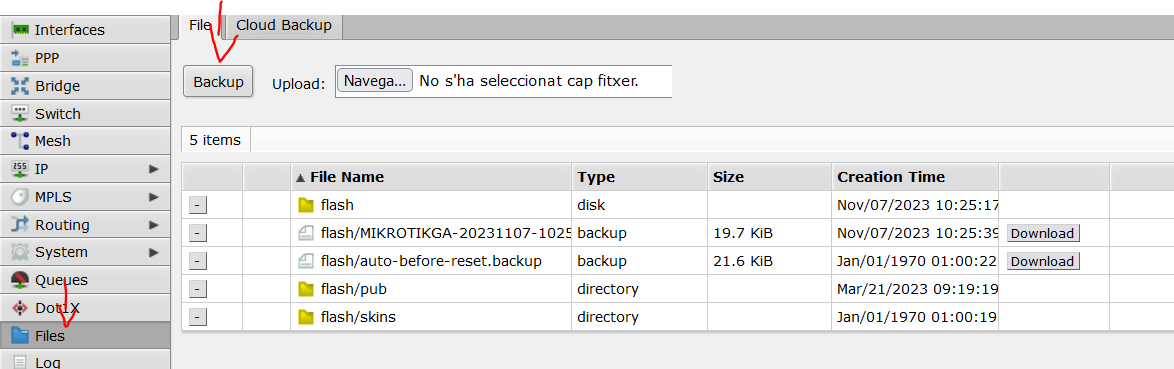 Interfaces
PPP
Bridge
Switch
Mesh
255 IP
MPLS
Routing
System
Queues
Dot1X
Files
Log
File Cloud Backup
Backup Upload: Navega... No s'ha seleccionat cap fitxer.
5 items
▲ File Name Type Size Creation Time
- flash disk Nov/07/2023 10:25:17
- flash/MIKROTIKGA-20231107-1025 backup 19.7 KiB Nov/07/2023 10:25:39 Download
- flash/auto-before-reset.backup backup 21.6 KiB Jan/01/1970 01:00:22 Download
- flash/pub directory Mar/21/2023 09:19:19
- flash/skins directory Jan/01/1970 01:00:19